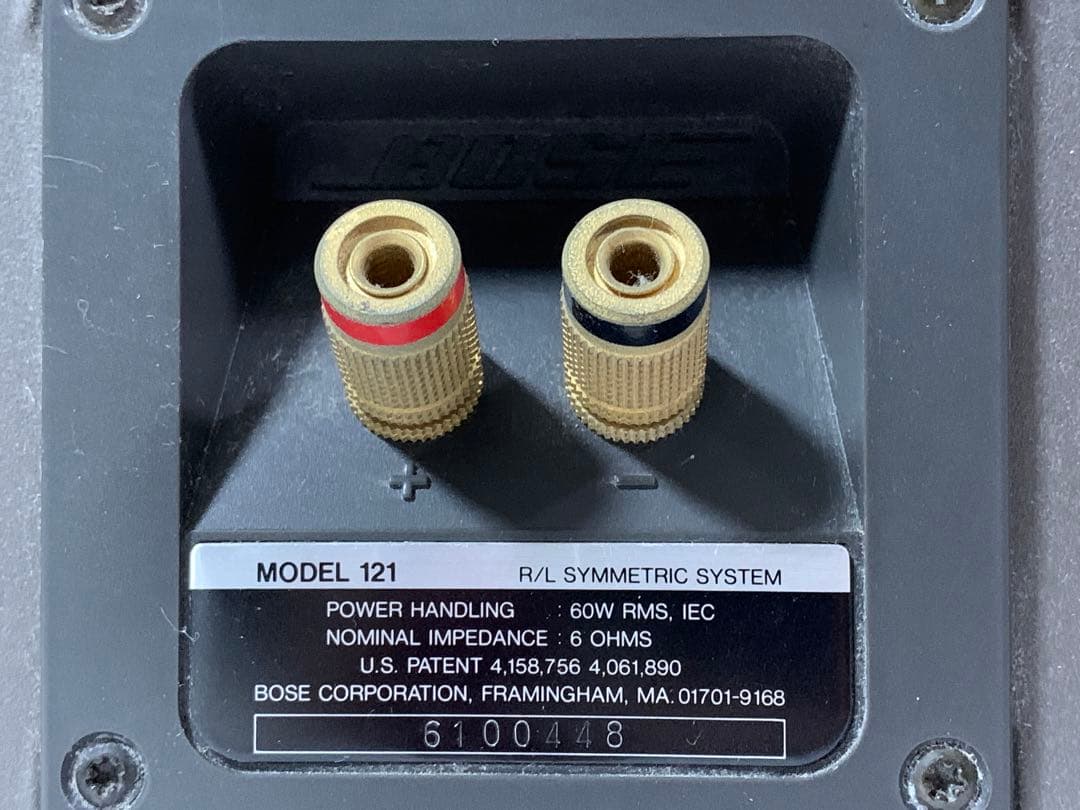 BOSE
+ -
MODEL 121 R/L SYMMETRIC SYSTEM
POWER HANDLING : 60W RMS, IEC
NOMINAL IMPEDANCE : 6 OHMS
U.S. PATENT 4,158,756 4,061,890
BOSE CORPORATION, FRAMINGHAM, MA. 01701-9168
6100448